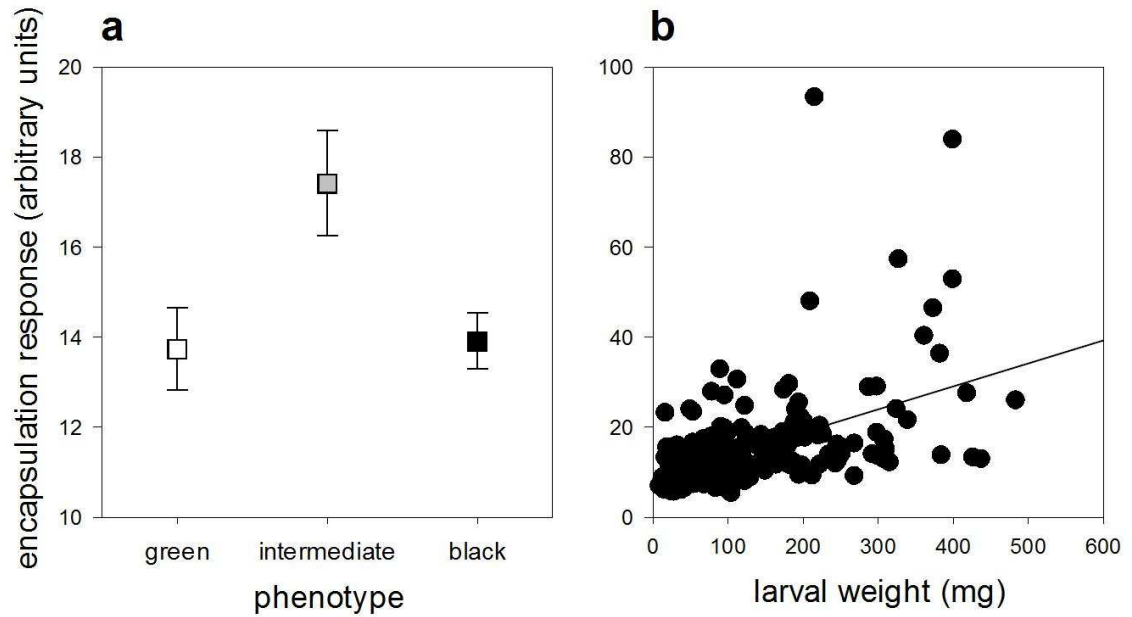 a
b
encapsulation response (arbitrary units)
20
18
16
14
12
10
green intermediate black
phenotype
100
80
60
40
20
0
0 100 200 300 400 500 600
larval weight (mg)